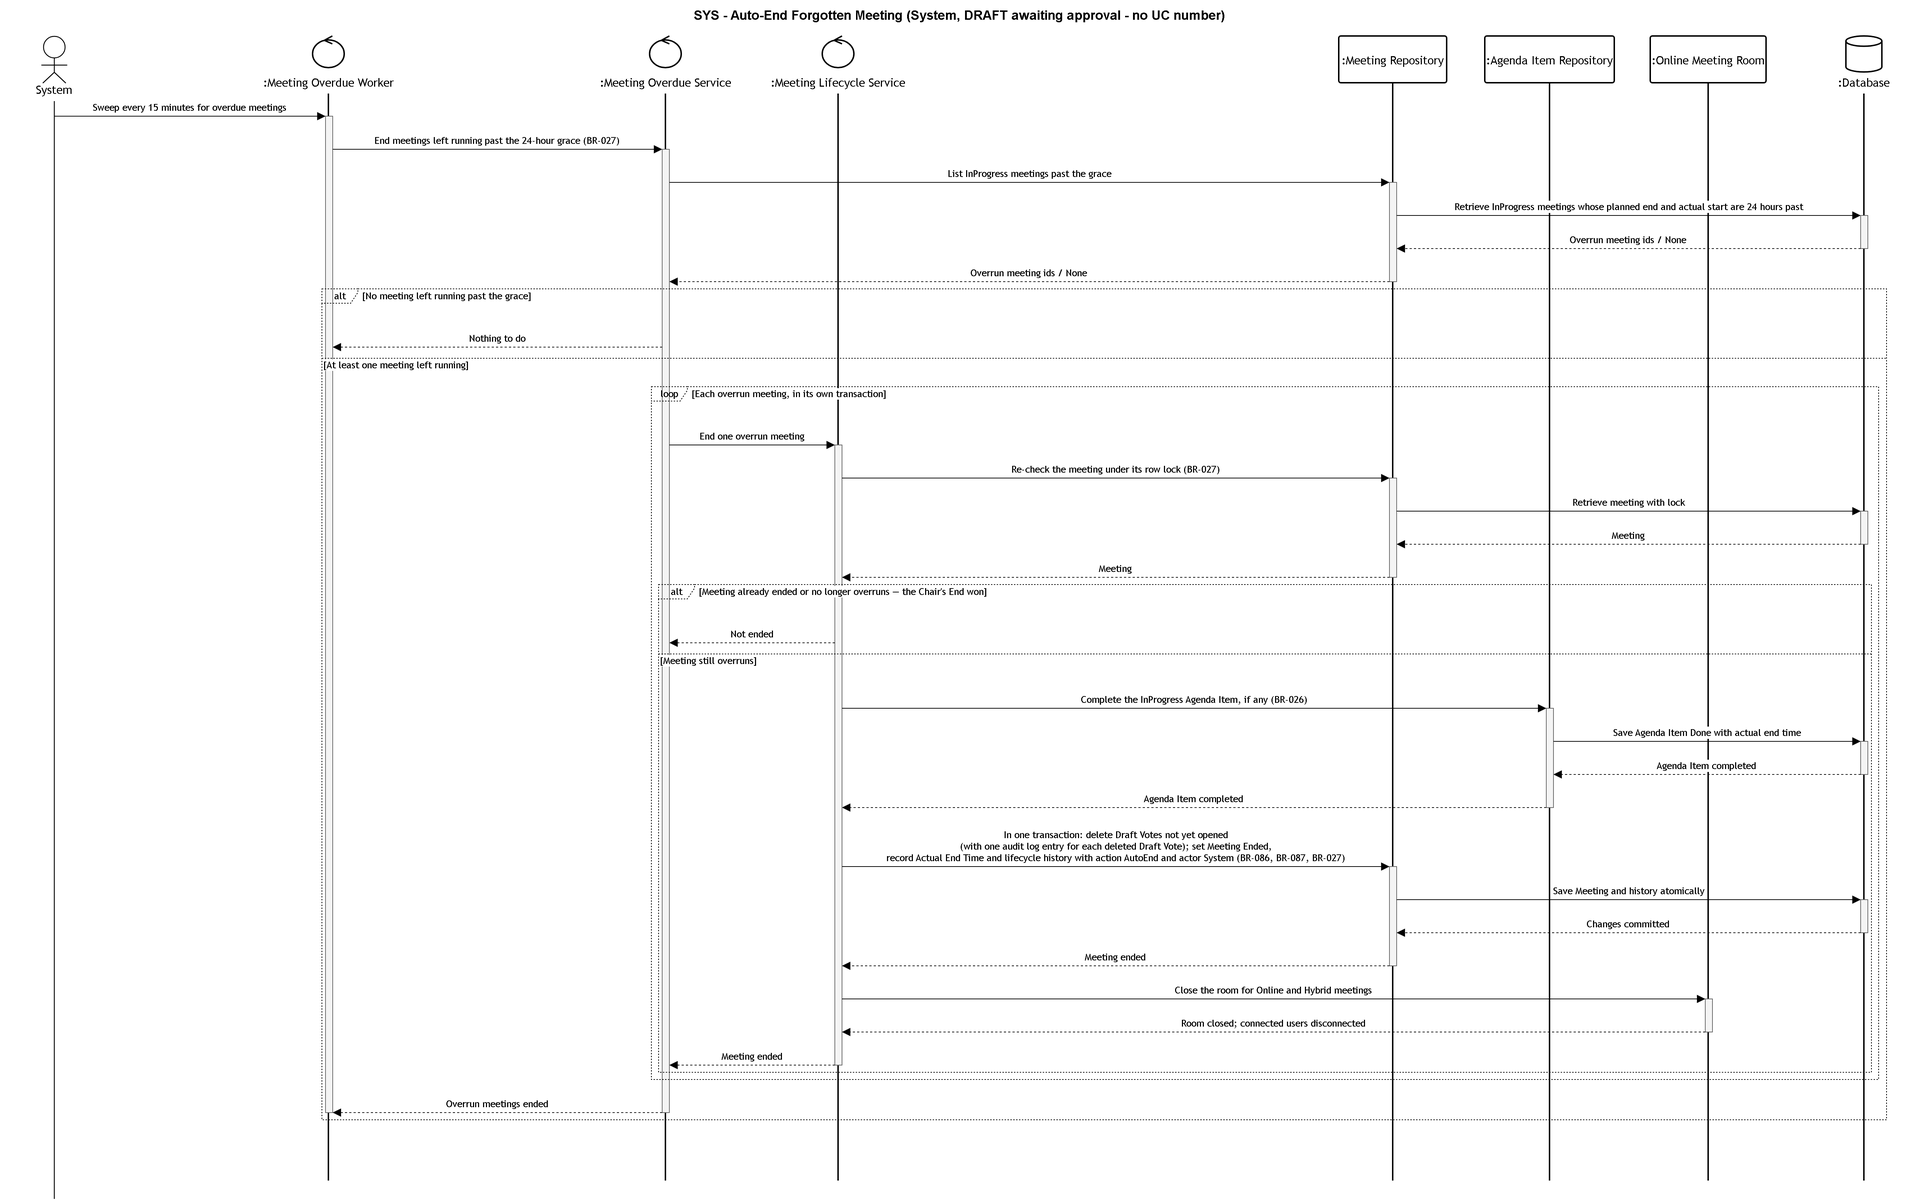 SYS - Auto-End Forgotten Meeting (System, DRAFT awaiting approval - no UC number)
System
:Meeting Overdue Worker
:Meeting Overdue Service
:Meeting Lifecycle Service
:Meeting Repository
:Agenda Item Repository
:Online Meeting Room
:Database
Sweep every 15 minutes for overdue meetings
End meetings left running past the 24-hour grace (BR-027)
List InProgress meetings past the grace
Retrieve InProgress meetings whose planned end and actual start are 24 hours past
Overrun meeting ids / None
Overrun meeting ids / None
alt [No meeting left running past the grace]
Nothing to do
[At least one meeting left running]
loop [Each overrun meeting, in its own transaction]
End one overrun meeting
Re-check the meeting under its row lock (BR-027)
Retrieve meeting with lock
Meeting
Meeting
alt [Meeting already ended or no longer overruns — the Chair's End won]
Not ended
[Meeting still overruns]
Complete the InProgress Agenda Item, if any (BR-026)
Save Agenda Item Done with actual end time
Agenda Item completed
Agenda Item completed
In one transaction: delete Draft Votes not yet opened
(with one audit log entry for each deleted Draft Vote); set Meeting Ended,
record Actual End Time and lifecycle history with action AutoEnd and actor System (BR-086, BR-087, BR-027)
Save Meeting and history atomically
Changes committed
Meeting ended
Close the room for Online and Hybrid meetings
Room closed; connected users disconnected
Meeting ended
Overrun meetings ended